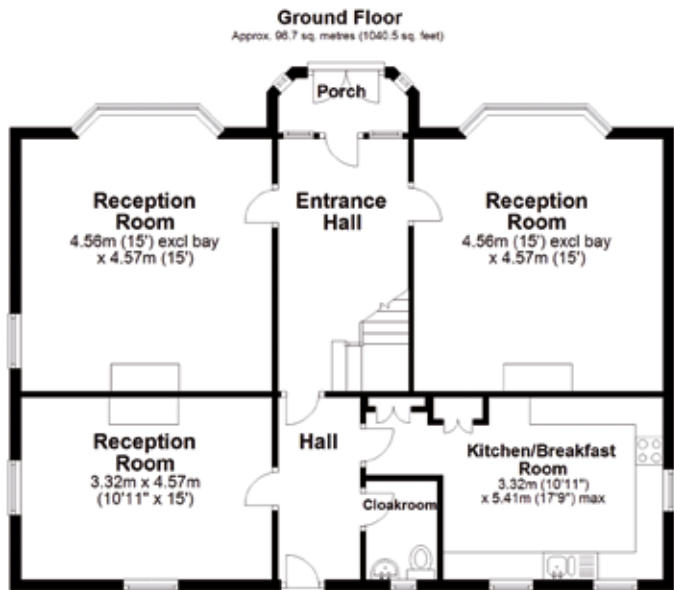 Ground Floor
Approx. 96.7 sq. metres (1040.5 sq. feet)
Porch
Reception
Room
4.56m (15') excl bay
x 4.57m (15')
Entrance
Hall
Reception
Room
4.56m (15') excl bay
x 4.57m (15')
Reception
Room
3.32m x 4.57m
(10'11" x 15')
Hall
Kitchen/Breakfast
Room
3.32m (10'11")
x 5.41m (17'9") max
Cloakroom